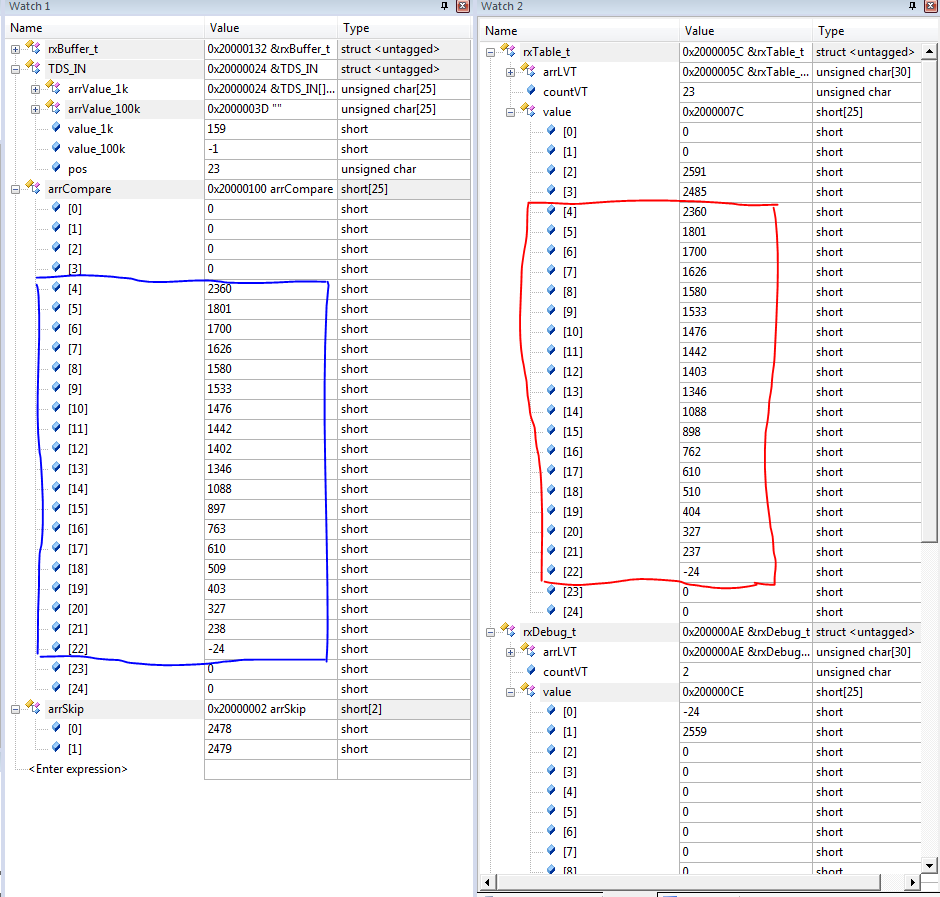 Watch 1
Name Value Type
rxBuffer_t 0x20000132 &rxBuffer_t struct <untagged>
TDS_IN 0x20000024 &TDS_IN struct <untagged>
arrValue_1k 0x20000024 &TDS_IN[]... unsigned char[25]
arrValue_100k 0x2000003D "" unsigned char[25]
value_1k 159 short
value_100k -1 short
pos 23 unsigned char
arrCompare 0x20000100 arrCompare short[25]
[0] 0 short
[1] 0 short
[2] 0 short
[3] 0 short
[4] 2360 short
[5] 1801 short
[6] 1700 short
[7] 1626 short
[8] 1580 short
[9] 1533 short
[10] 1476 short
[11] 1442 short
[12] 1402 short
[13] 1346 short
[14] 1088 short
[15] 897 short
[16] 763 short
[17] 610 short
[18] 509 short
[19] 403 short
[20] 327 short
[21] 238 short
[22] -24 short
[23] 0 short
[24] 0 short
arrSkip 0x20000002 arrSkip short[2]
[0] 2478 short
[1] 2479 short
<Enter expression>
Watch 2
Name Value Type
rxTable_t 0x2000005C &rxTable_t struct <untagged>
arrLVT 0x2000005C &rxTable_... unsigned char[30]
countVT 23 unsigned char
value 0x2000007C short[25]
[0] 0 short
[1] 0 short
[2] 2591 short
[3] 2485 short
[4] 2360 short
[5] 1801 short
[6] 1700 short
[7] 1626 short
[8] 1580 short
[9] 1533 short
[10] 1476 short
[11] 1442 short
[12] 1403 short
[13] 1346 short
[14] 1088 short
[15] 898 short
[16] 762 short
[17] 610 short
[18] 510 short
[19] 404 short
[20] 327 short
[21] 237 short
[22] -24 short
[23] 0 short
[24] 0 short
rxDebug_t 0x200000AE &rxDebug_t struct <untagged>
arrLVT 0x200000AE &rxDebug... unsigned char[30]
countVT 2 unsigned char
value 0x200000CE short[25]
[0] -24 short
[1] 2559 short
[2] 0 short
[3] 0 short
[4] 0 short
[5] 0 short
[6] 0 short
[7] 0 short
[8] 0 short